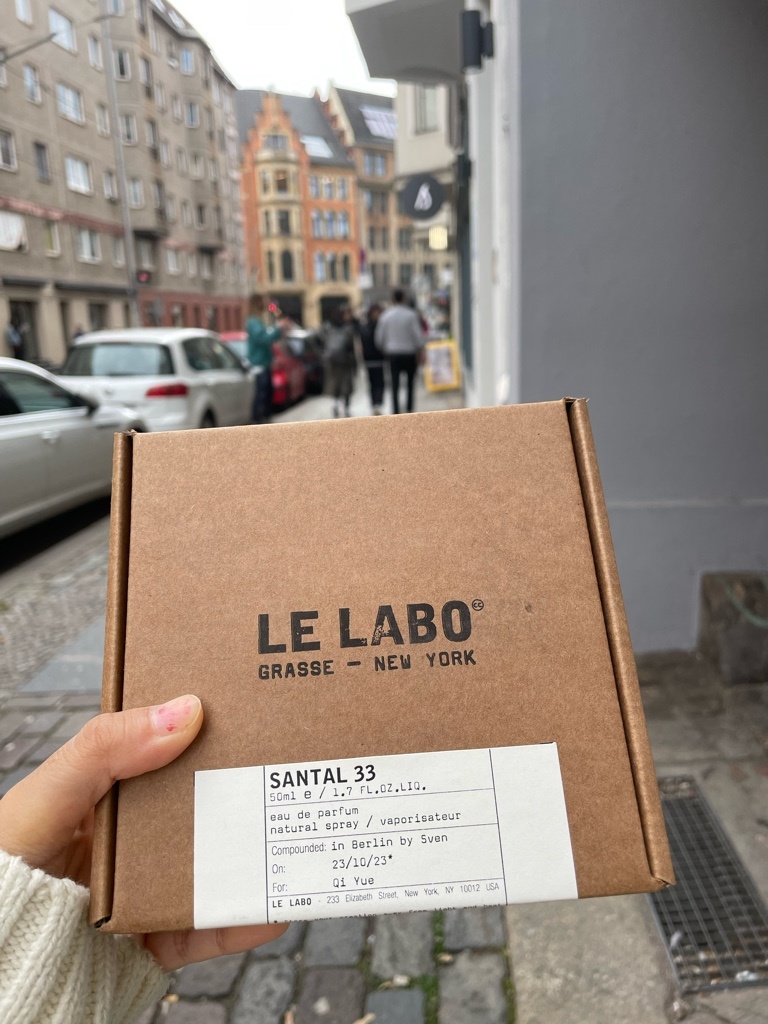 LE LABO
GRASSE — NEW YORK
SANTAL 33
50ml e / 1.7 FL.OZ.LIQ.
eau de parfum
natural spray / vaporisateur
Compounded: in Berlin by Sven
On: 23/10/23*
For: Qi Yue
LE LABO - 233 Elizabeth Street, New York, NY 10012 USA